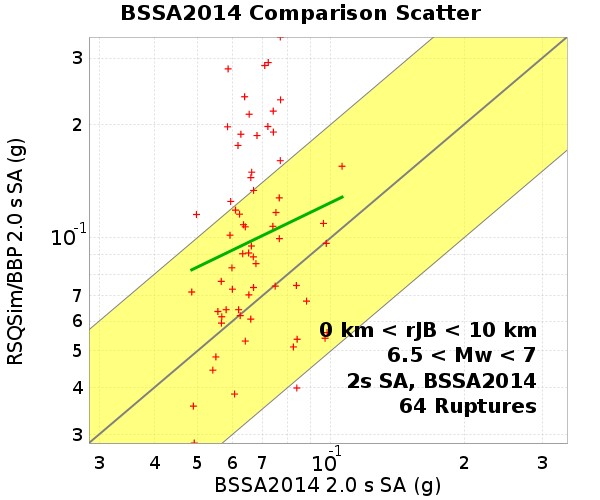 BSSA2014 Comparison Scatter
RSQSim/BBP 2.0 s SA (g)
3
2
10-1
7
6
5
4
3
0 km < rJB < 10 km
6.5 < Mw < 7
2s SA, BSSA2014
64 Ruptures
3 4 5 6 7 10-1 2 3
BSSA2014 2.0 s SA (g)